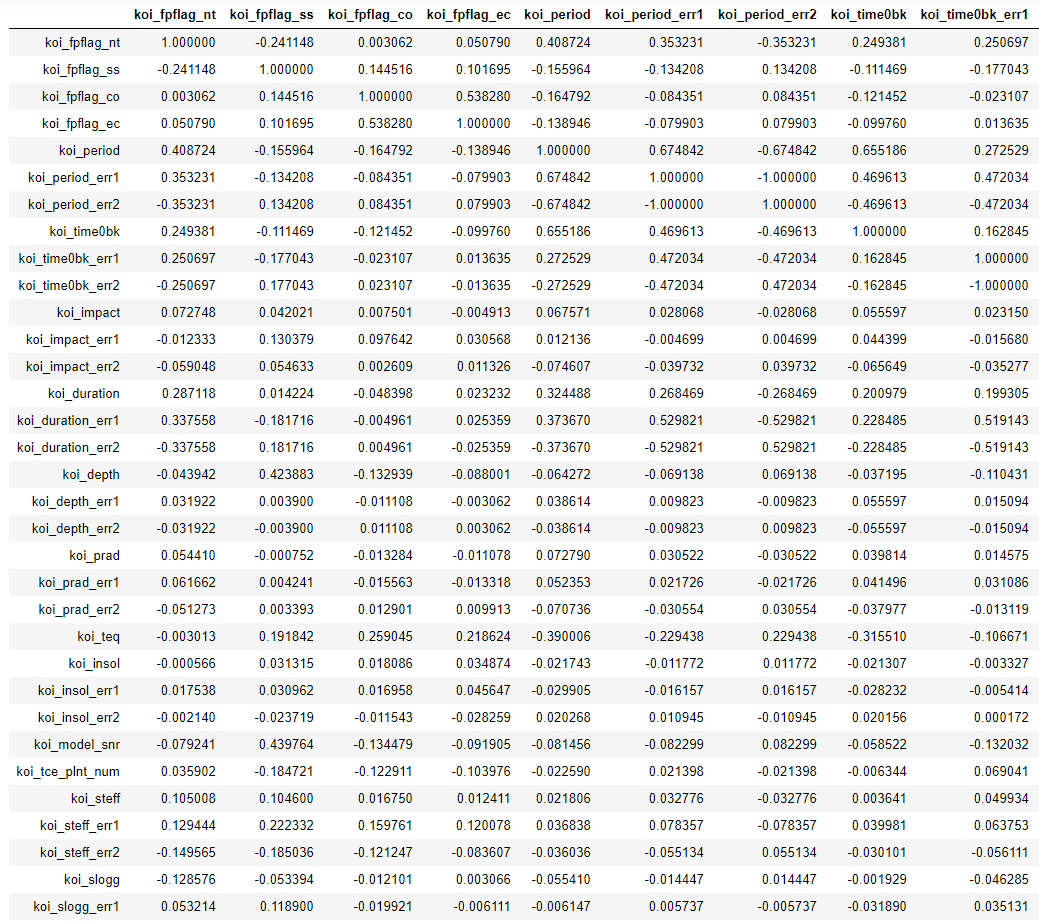 koi_fpflag_nt koi_fpflag_ss koi_fpflag_co koi_fpflag_ec koi_period koi_period_err1 koi_period_err2 koi_time0bk koi_time0bk_err1
koi_fpflag_nt 1.000000 -0.241148 0.003062 0.050790 0.408724 0.353231 -0.353231 0.249381 0.250697
koi_fpflag_ss -0.241148 1.000000 0.144516 0.101695 -0.155964 -0.134208 0.134208 -0.111469 -0.177043
koi_fpflag_co 0.003062 0.144516 1.000000 0.538280 -0.164792 -0.084351 0.084351 -0.121452 -0.023107
koi_fpflag_ec 0.050790 0.101695 0.538280 1.000000 -0.138946 -0.079903 0.079903 -0.099760 0.013635
koi_period 0.408724 -0.155964 -0.164792 -0.138946 1.000000 0.674842 -0.674842 0.655186 0.272529
koi_period_err1 0.353231 -0.134208 -0.084351 -0.079903 0.674842 1.000000 -1.000000 0.469613 0.472034
koi_period_err2 -0.353231 0.134208 0.084351 0.079903 -0.674842 -1.000000 1.000000 -0.469613 -0.472034
koi_time0bk 0.249381 -0.111469 -0.121452 -0.099760 0.655186 0.469613 -0.469613 1.000000 0.162845
koi_time0bk_err1 0.250697 -0.177043 -0.023107 0.013635 0.272529 0.472034 -0.472034 0.162845 1.000000
koi_time0bk_err2 -0.250697 0.177043 0.023107 -0.013635 -0.272529 -0.472034 0.472034 -0.162845 -1.000000
koi_impact 0.072748 0.042021 0.007501 -0.004913 0.067571 0.028068 -0.028068 0.055597 0.023150
koi_impact_err1 -0.012333 0.130379 0.097642 0.030568 0.012136 -0.004699 0.004699 0.044399 -0.015680
koi_impact_err2 -0.059048 0.054633 0.002609 0.011326 -0.074607 -0.039732 0.039732 -0.065649 -0.035277
koi_duration 0.287118 0.014224 -0.048398 0.023232 0.324488 0.268469 -0.268469 0.200979 0.199305
koi_duration_err1 0.337558 -0.181716 -0.004961 0.025359 0.373670 0.529821 -0.529821 0.228485 0.519143
koi_duration_err2 -0.337558 0.181716 0.004961 -0.025359 -0.373670 -0.529821 0.529821 -0.228485 -0.519143
koi_depth -0.043942 0.423883 -0.132939 -0.088001 -0.064272 -0.069138 0.069138 -0.037195 -0.110431
koi_depth_err1 0.031922 0.003900 -0.011108 -0.003062 0.038614 0.009823 -0.009823 0.055597 0.015094
koi_depth_err2 -0.031922 -0.003900 0.011108 0.003062 -0.038614 -0.009823 0.009823 -0.055597 -0.015094
koi_prad 0.054410 -0.000752 -0.013284 -0.011078 0.072790 0.030522 -0.030522 0.039814 0.014575
koi_prad_err1 0.061662 0.004241 -0.015563 -0.013318 0.052353 0.021726 -0.021726 0.041496 0.031086
koi_prad_err2 -0.051273 0.003393 0.012901 0.009913 -0.070736 -0.030554 0.030554 -0.037977 -0.013119
koi_teq -0.003013 0.191842 0.259045 0.218624 -0.390006 -0.229438 0.229438 -0.315510 -0.106671
koi_insol -0.000566 0.031315 0.018086 0.034874 -0.021743 -0.011772 0.011772 -0.021307 -0.003327
koi_insol_err1 0.017538 0.030962 0.016958 0.045647 -0.029905 -0.016157 0.016157 -0.028232 -0.005414
koi_insol_err2 -0.002140 -0.023719 -0.011543 -0.028259 0.020268 0.010945 -0.010945 0.020156 0.000172
koi_model_snr -0.079241 0.439764 -0.134479 -0.091905 -0.081456 -0.082299 0.082299 -0.058522 -0.132032
koi_tce_plnt_num 0.035902 -0.184721 -0.122911 -0.103976 -0.022590 0.021398 -0.021398 -0.006344 0.069041
koi_steff 0.105008 0.104600 0.016750 0.012411 0.021806 0.032776 -0.032776 0.003641 0.049934
koi_steff_err1 0.129444 0.222332 0.159761 0.120078 0.036838 0.078357 -0.078357 0.039981 0.063753
koi_steff_err2 -0.149565 -0.185036 -0.121247 -0.083607 -0.036036 -0.055134 0.055134 -0.030101 -0.056111
koi_slogg -0.128576 -0.053394 -0.012101 0.003066 -0.055410 -0.014447 0.014447 -0.001929 -0.046285
koi_slogg_err1 0.053214 0.118900 -0.019921 -0.006111 -0.006147 0.005737 -0.005737 -0.031890 0.035131